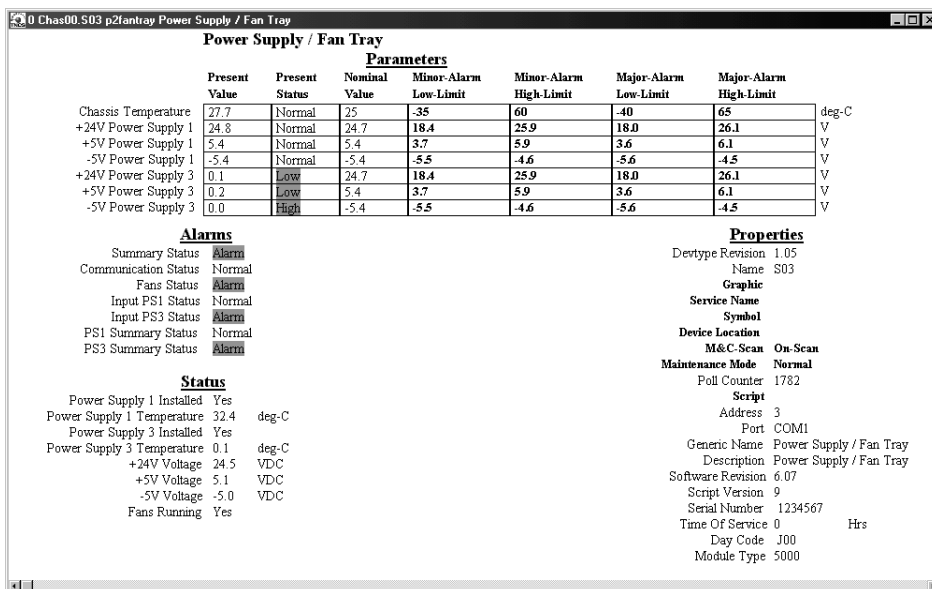 0 Chas00.S03 p2fantray Power Supply / Fan Tray
Power Supply / Fan Tray
Parameters
Present Present Nominal Minor-Alarm Minor-Alarm Major-Alarm Major-Alarm
Value Status Value Low-Limit High-Limit Low-Limit High-Limit
Chassis Temperature 27.7 Normal 25 -35 60 -40 65 deg-C
+24V Power Supply 1 24.8 Normal 24.7 18.4 25.9 18.0 26.1 V
+5V Power Supply 1 5.4 Normal 5.4 3.7 5.9 3.6 6.1 V
-5V Power Supply 1 -5.4 Normal -5.4 -5.5 -4.6 -5.6 -4.5 V
+24V Power Supply 3 0.1 Low 24.7 18.4 25.9 18.0 26.1 V
+5V Power Supply 3 0.2 Low 5.4 3.7 5.9 3.6 6.1 V
-5V Power Supply 3 0.0 High -5.4 -5.5 -4.6 -5.6 -4.5 V
Alarms
Summary Status Alarm
Communication Status Normal
Fans Status Alarm
Input PS1 Status Normal
Input PS3 Status Alarm
PS1 Summary Status Normal
PS3 Summary Status Alarm
Status
Power Supply 1 Installed Yes
Power Supply 1 Temperature 32.4 deg-C
Power Supply 3 Installed Yes
Power Supply 3 Temperature 0.1 deg-C
+24V Voltage 24.5 VDC
+5V Voltage 5.1 VDC
-5V Voltage -5.0 VDC
Fans Running Yes
Properties
Devtype Revision 1.05
Name S03
Graphic
Service Name
Symbol
Device Location
M&C-Scan On-Scan
Maintenance Mode Normal
Poll Counter 1782
Script
Address 3
Port COM1
Generic Name Power Supply / Fan Tray
Description Power Supply / Fan Tray
Software Revision 6.07
Script Version 9
Serial Number 1234567
Time Of Service 0 Hrs
Day Code J00
Module Type 5000